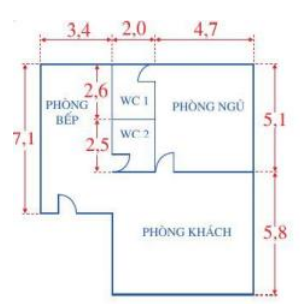 3,4 2,0 4,7
2,6
PHÒNG
BẾP
WC 1
PHÒNG NGỦ
5,1
7,1
2,5
WC 2
PHÒNG KHÁCH
5,8